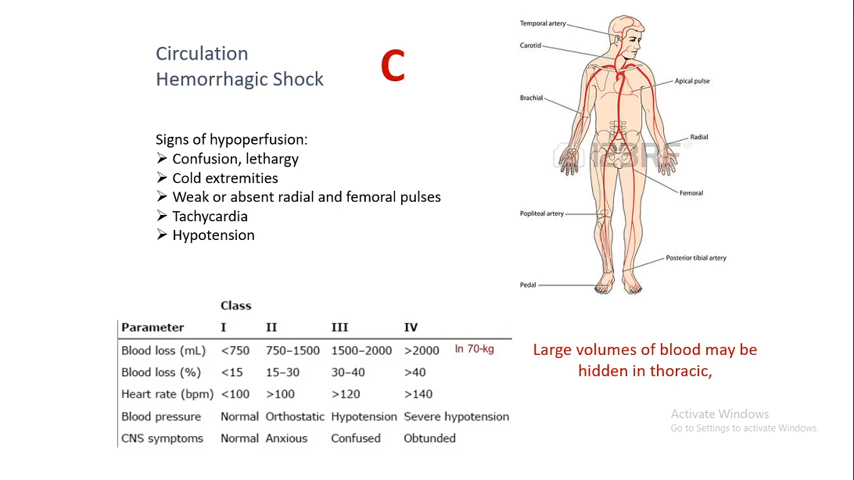 Circulation
Hemorrhagic Shock
C
Signs of hypoperfusion:
➢ Confusion, lethargy
➢ Cold extremities
➢ Weak or absent radial and femoral pulses
➢ Tachycardia
➢ Hypotension
Temporal artery
Carotid
Apical pulse
Brachial
Radial
Femoral
Popliteal artery
Posterior tibial artery
Pedal
Class
Parameter I II III IV
Blood loss (mL) <750 750–1500 1500–2000 >2000 In 70-kg
Blood loss (%) <15 15–30 30–40 >40
Heart rate (bpm) <100 >100 >120 >140
Blood pressure Normal Orthostatic Hypotension Severe hypotension
CNS symptoms Normal Anxious Confused Obtunded
Large volumes of blood may be
hidden in thoracic,
Activate Windows
Go to Settings to activate Windows.